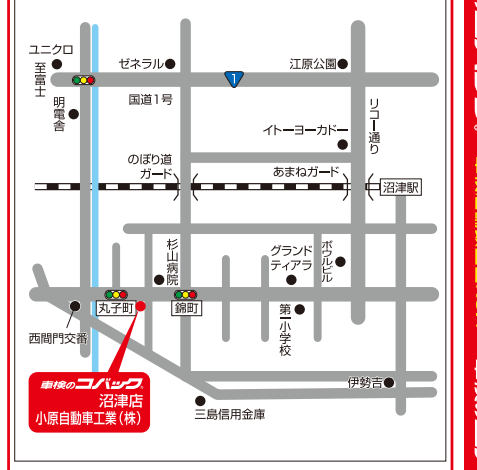 ユニクロ
至富士
明電舎
ゼネラル
1
国道1号
江原公園
イトーヨーカドー
リコー通り
のぼり道
ガード
あまねガード
沼津駅
杉山病院
グランド
ティアラ
ボウルビル
丸子町
錦町
第一小学校
西間門交番
車検のコバック
沼津店
小原自動車工業(株)
伊勢吉
三島信用金庫